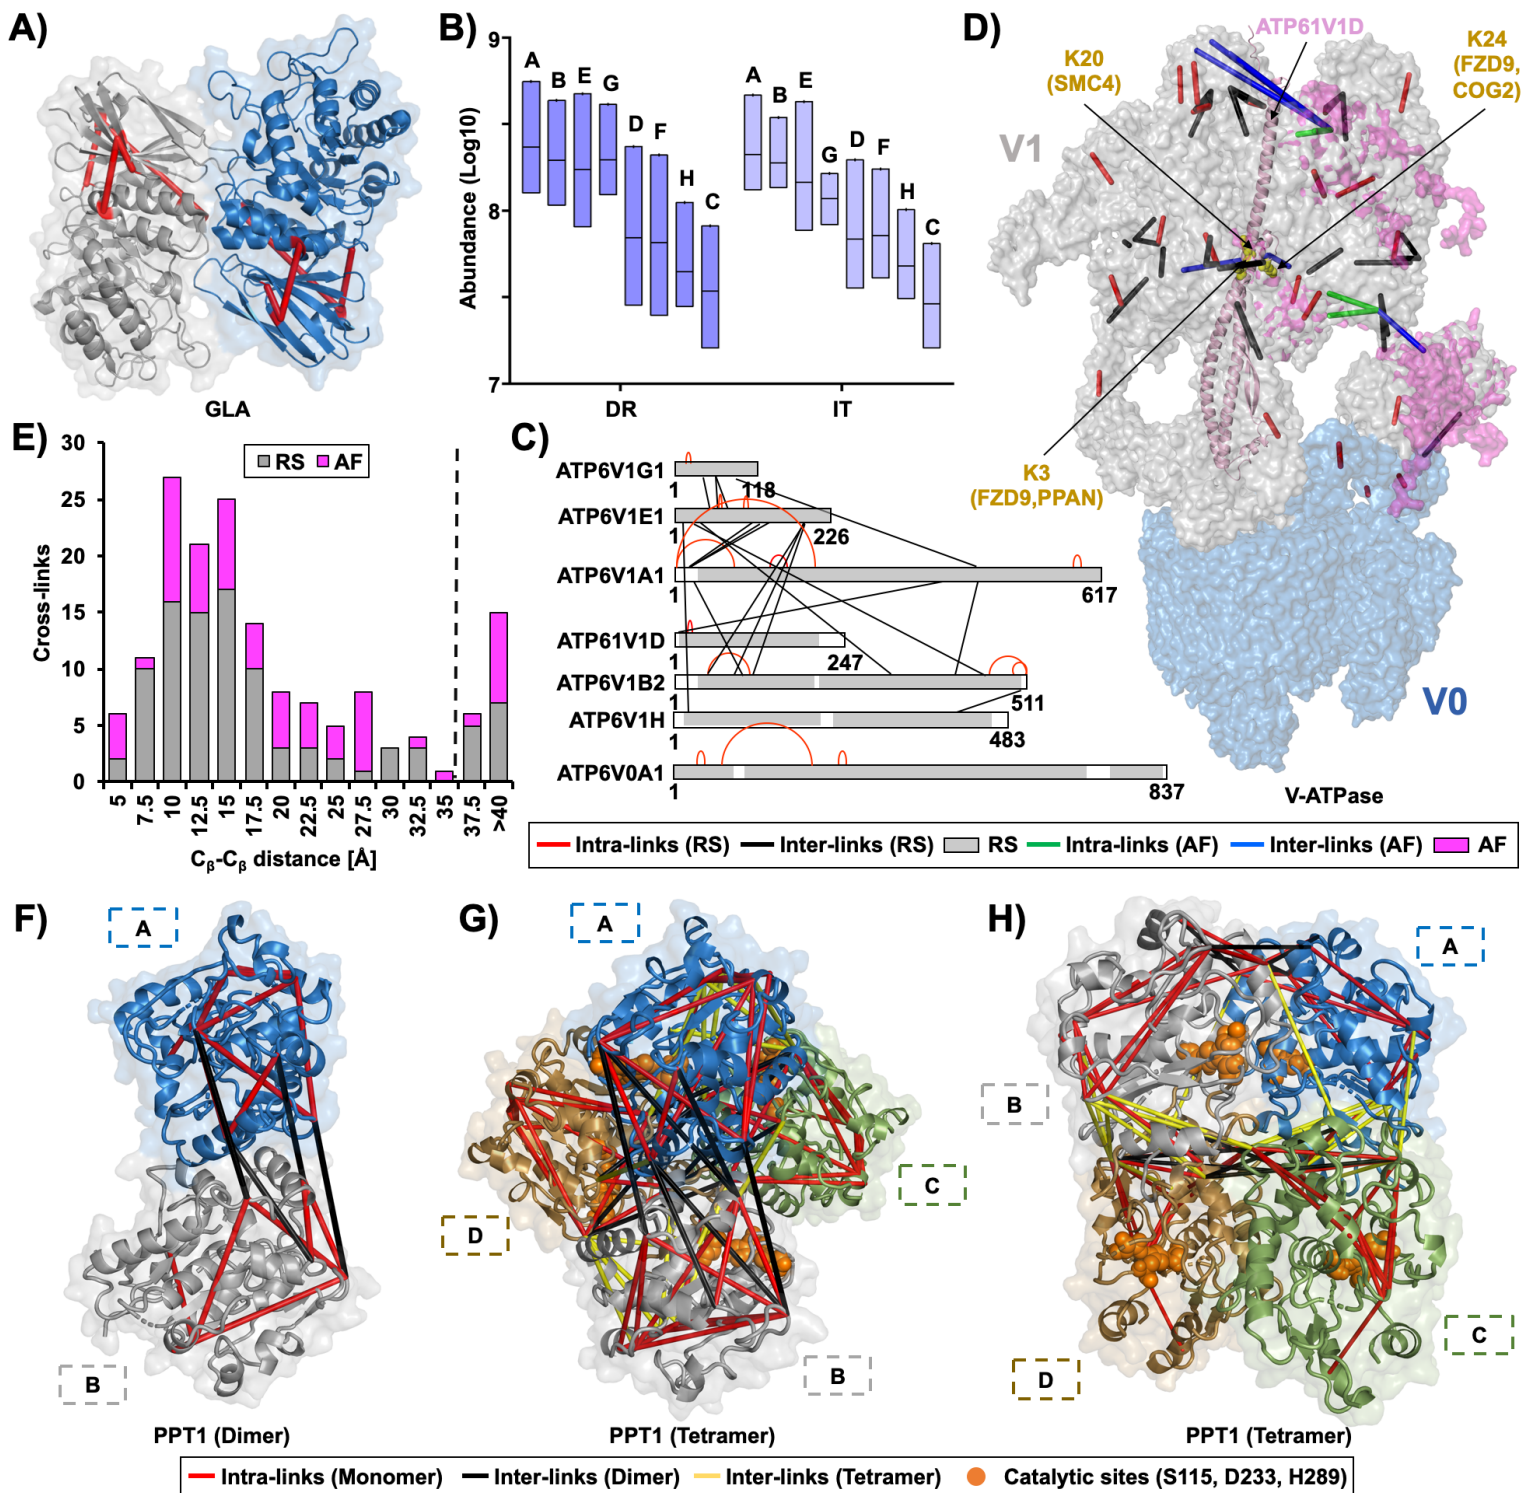 A)
GLA
B)
Abundance (Log10)
9
8
7
A
B
E
G
D
F
H
C
A
B
E
G
D
F
H
C
DR
IT
D)
ATP61V1D
K20
(SMC4)
K24
(FZD9,
COG2)
V1
K3
(FZD9,PPAN)
V0
V-ATPase
E)
RS
AF
Cross-links
30
25
20
15
10
5
0
5
7.5
10
12.5
15
17.5
20
22.5
25
27.5
30
32.5
35
37.5
>40
Cβ-Cβ distance [Å]
C)
ATP6V1G1
1
118
ATP6V1E1
1
226
ATP6V1A1
1
617
ATP61V1D
1
247
ATP6V1B2
1
511
ATP6V1H
1
483
ATP6V0A1
1
837
Intra-links (RS) Inter-links (RS) RS Intra-links (AF) Inter-links (AF) AF
F)
A
B
PPT1 (Dimer)
G)
A
C
D
B
PPT1 (Tetramer)
H)
A
B
C
D
PPT1 (Tetramer)
Intra-links (Monomer) Inter-links (Dimer) Inter-links (Tetramer) Catalytic sites (S115, D233, H289)